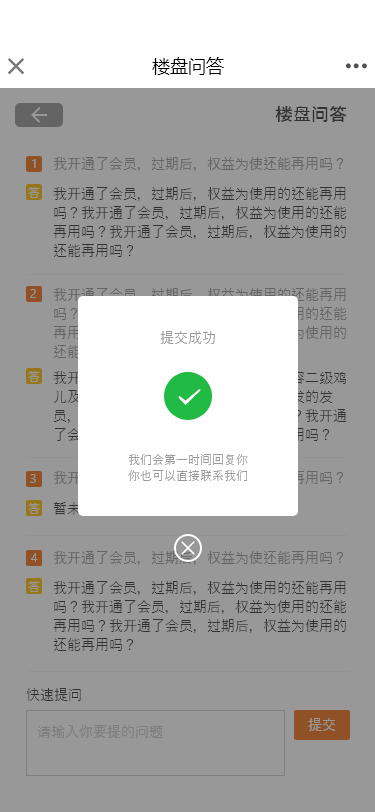 楼盘问答
楼盘问答
1 我开通了会员，过期后，权益为使还能再用吗？
答 我开通了会员，过期后，权益为使用的还能再用
吗？我开通了会员，过期后，权益为使用的还能
再用吗？我开通了会员，过期后，权益为使用的
还能再用吗？
2 我开通了会员，过期后，权益为使用的还能再用
吗？ 的还能
再用 使用的
还能
答 我开 容二级鸡
儿及 发的发
员， ？我开通
了会 用吗？
提交成功
我们会第一时间回复你
你也可以直接联系我们
3 我 再用吗？
答 暂未
4 我开通了会员，过期后，权益为使还能再用吗？
答 我开通了会员，过期后，权益为使用的还能再用
吗？我开通了会员，过期后，权益为使用的还能
再用吗？我开通了会员，过期后，权益为使用的
还能再用吗？
快速提问
请输入你要提的问题
提交